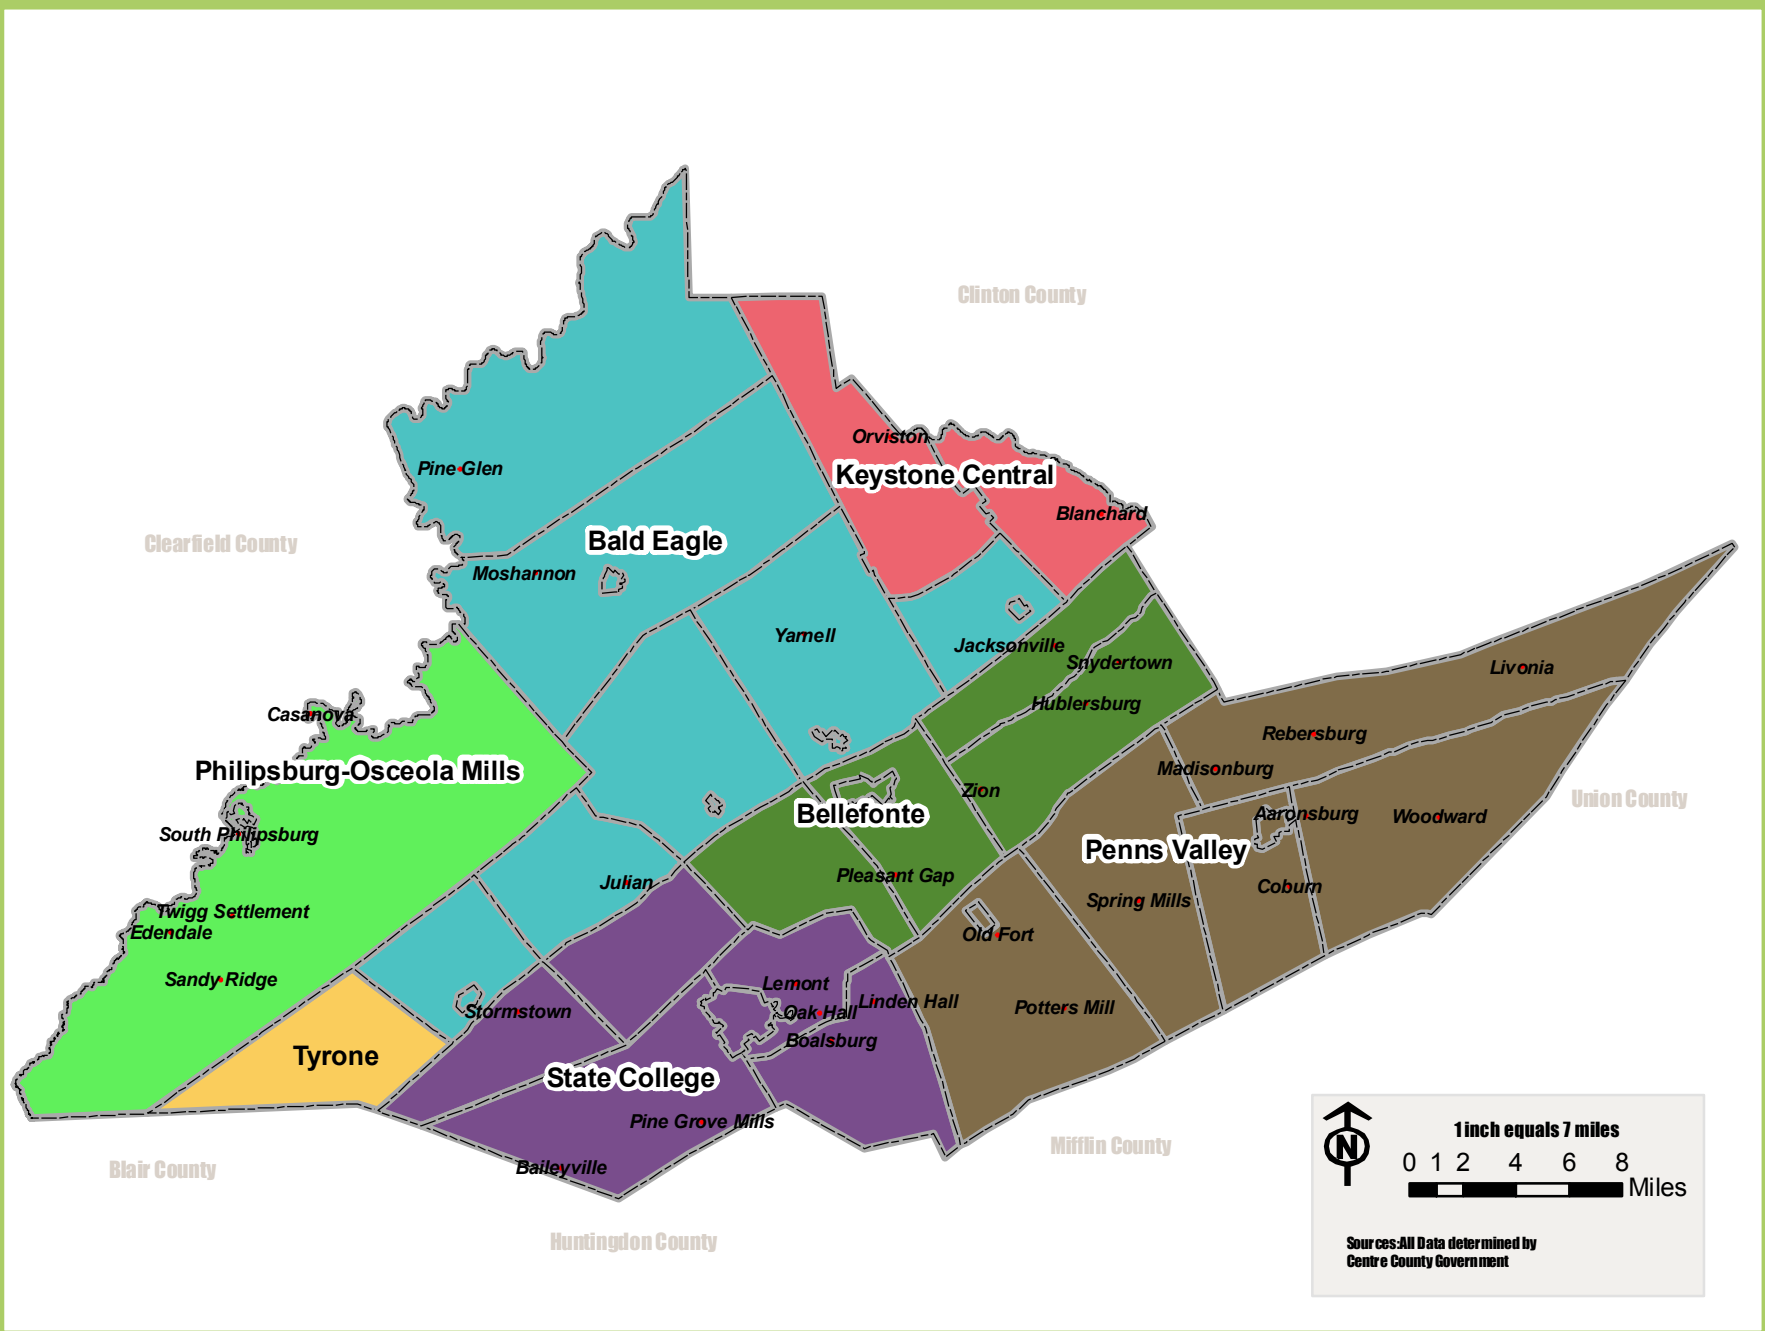 Clinton County
Orviston
Pine Glen
Keystone Central
Blanchard
Clearfield County
Bald Eagle
Moshannon
Yarnell
Jacksonville
Snydertown
Livonia
Hublersburg
Casanova
Rebersburg
Philipsburg-Osceola Mills
Madisonburg
Zion
Union County
Bellefonte
Aaronsburg
Woodward
South Philipsburg
Penns Valley
Pleasant Gap
Julian
Coburn
Spring Mills
Twigg Settlement
Edendale
Old Fort
Sandy Ridge
Lemont
Linden Hall
Stormstown
Oak Hall
Potters Mill
Boalsburg
Tyrone
State College
Pine Grove Mills
Mifflin County
Baileyville
Blair County
Huntingdon County
N
1 inch equals 7 miles
0 1 2 4 6 8
Miles
Sources:All Data determined by
Centre County Government